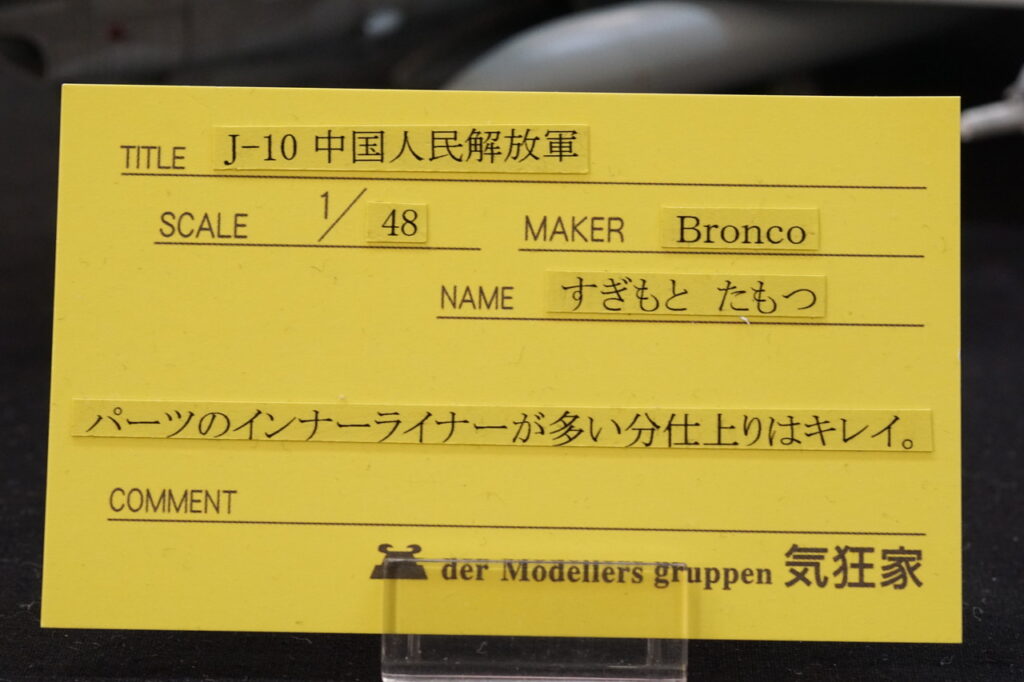 TITLE J-10 中国人民解放軍
SCALE 1/48 MAKER Bronco
NAME すぎもと たもつ
パーツのインナーライナーが多い分仕上りはキレイ。
COMMENT
der Modellers gruppen 気狂家